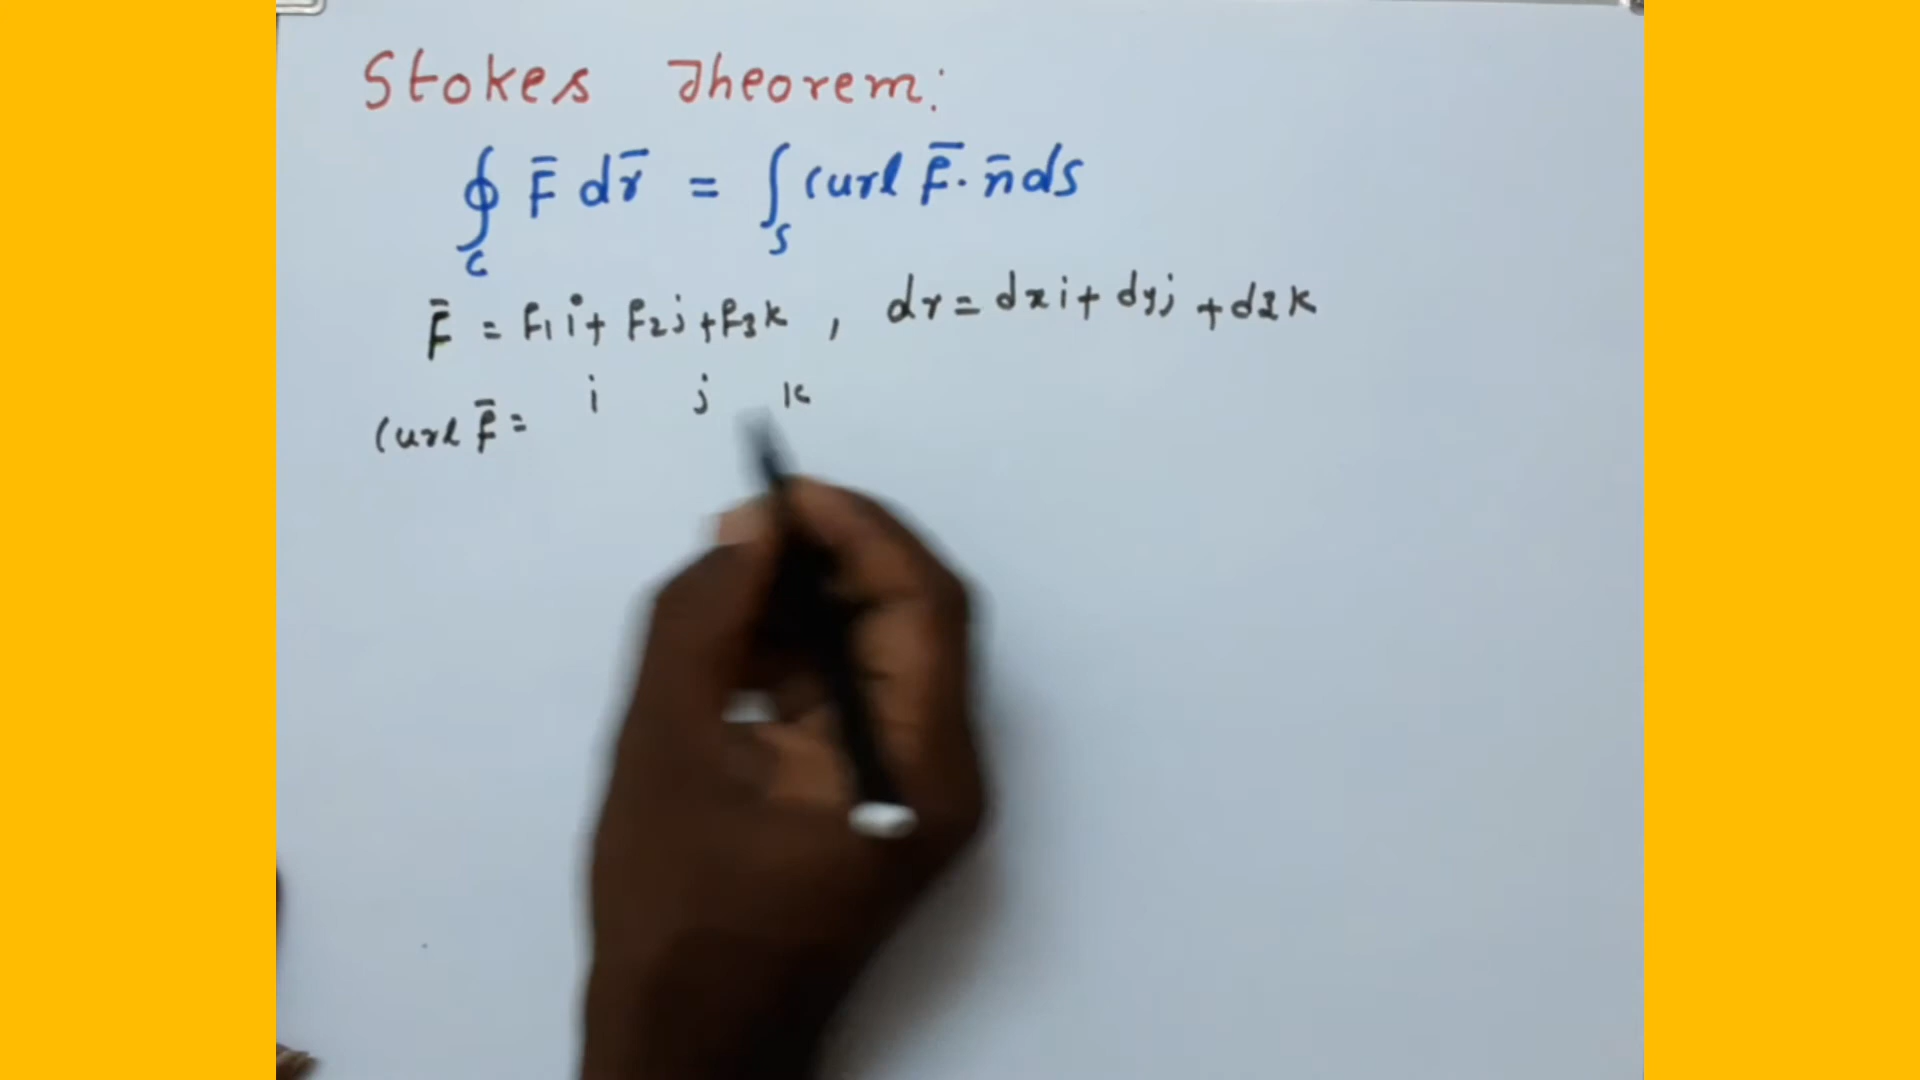 Stokes Theorem:
∮_C F̄ dr̄ = ∫_S Curl F̄ . n̄ ds
F̄ = F₁i + F₂j + F₃k , dr = dxi + dyj + dzk
i j k
Curl F̄ =